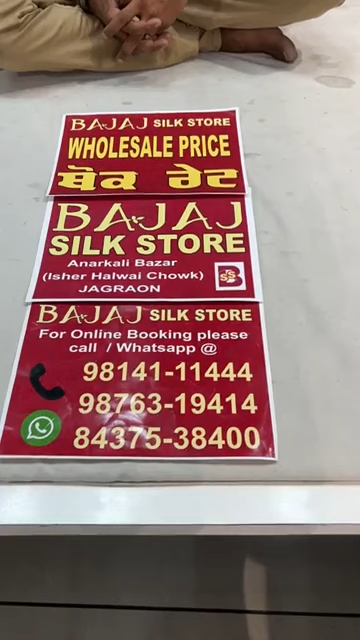 BAJAJ SILK STORE
WHOLESALE PRICE
ਥੋਕ ਰੇਟ
BAJAJ
SILK STORE
Anarkali Bazar
(Isher Halwai Chowk)
JAGRAON
BAJAJ SILK STORE
For Online Booking please
call / Whatsapp @
98141-11444
98763-19414
84375-38400